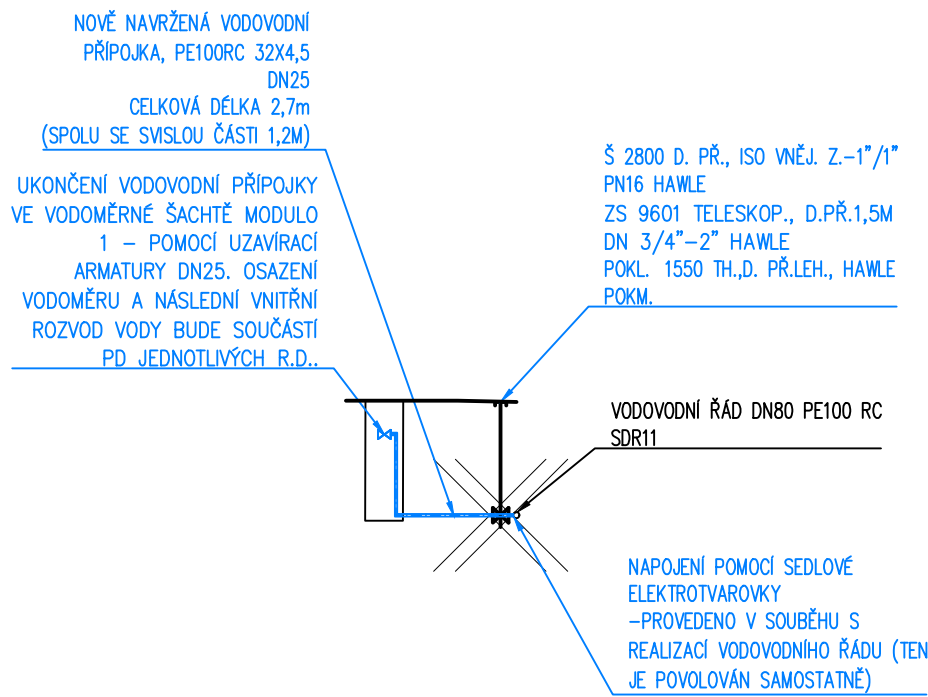 NOVĚ NAVRŽENÁ VODOVODNÍ
PŘÍPOJKA, PE100RC 32X4,5
DN25
CELKOVÁ DÉLKA 2,7m
(SPOLU SE SVISLOU ČÁSTI 1,2M)
UKONČENÍ VODOVODNÍ PŘÍPOJKY
VE VODOMĚRNÉ ŠACHTĚ MODULO
1 – POMOCÍ UZAVÍRACÍ
ARMATURY DN25. OSAZENÍ
VODOMĚRU A NÁSLEDNÍ VNITŘNÍ
ROZVOD VODY BUDE SOUČÁSTÍ
PD JEDNOTLIVÝCH R.D..
Š 2800 D. PŘ., ISO VNĚJ. Z.–1"/1"
PN16 HAWLE
ZS 9601 TELESKOP., D.PŘ.1,5M
DN 3/4"–2" HAWLE
POKL. 1550 TH.,D. PŘ.LEH., HAWLE
POKM.
VODOVODNÍ ŘÁD DN80 PE100 RC
SDR11
NAPOJENÍ POMOCÍ SEDLOVÉ
ELEKTROTVAROVKY
–PROVEDENO V SOUBĚHU S
REALIZACÍ VODOVODNÍHO ŘÁDU (TEN
JE POVOLOVÁN SAMOSTATNĚ)